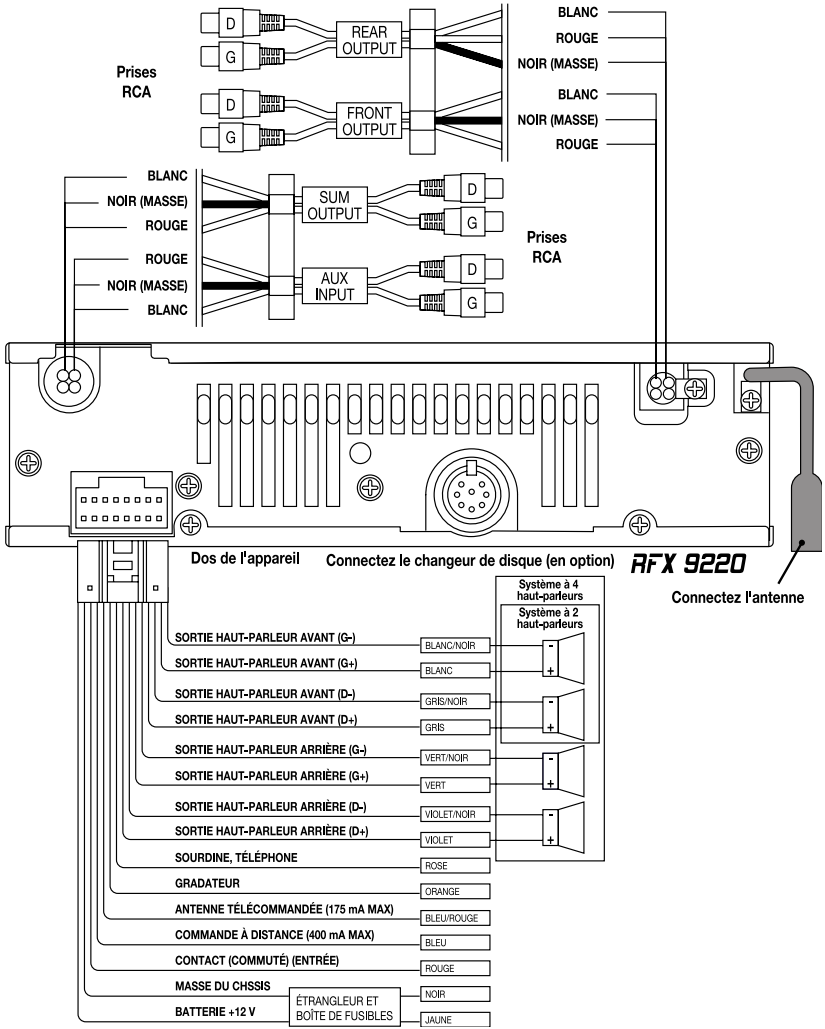 D
G
REAR
OUTPUT
BLANC
ROUGE
NOIR (MASSE)
Prises
RCA
D
G
FRONT
OUTPUT
BLANC
NOIR (MASSE)
ROUGE
BLANC
NOIR (MASSE)
ROUGE
SUM
OUTPUT
D
G
Prises
RCA
ROUGE
NOIR (MASSE)
BLANC
AUX
INPUT
D
G
Dos de l'appareil
Connectez le changeur de disque (en option)
RFX 9220
Connectez l'antenne
Système à 4
haut-parleurs
Système à 2
haut-parleurs
SORTIE HAUT-PARLEUR AVANT (G-)
BLANC/NOIR
-
SORTIE HAUT-PARLEUR AVANT (G+)
BLANC
+
SORTIE HAUT-PARLEUR AVANT (D-)
GRIS/NOIR
-
SORTIE HAUT-PARLEUR AVANT (D+)
GRIS
+
SORTIE HAUT-PARLEUR ARRIÈRE (G-)
VERT/NOIR
-
SORTIE HAUT-PARLEUR ARRIÈRE (G+)
VERT
+
SORTIE HAUT-PARLEUR ARRIÈRE (D-)
VIOLET/NOIR
-
SORTIE HAUT-PARLEUR ARRIÈRE (D+)
VIOLET
+
SOURDINE, TÉLÉPHONE
ROSE
GRADATEUR
ORANGE
ANTENNE TÉLÉCOMMANDÉE (175 mA MAX)
BLEU/ROUGE
COMMANDE À DISTANCE (400 mA MAX)
BLEU
CONTACT (COMMUTÉ) (ENTRÉE)
ROUGE
MASSE DU CHSSIS
NOIR
BATTERIE +12 V
ÉTRANGLEUR ET
BOÎTE DE FUSIBLES
JAUNE